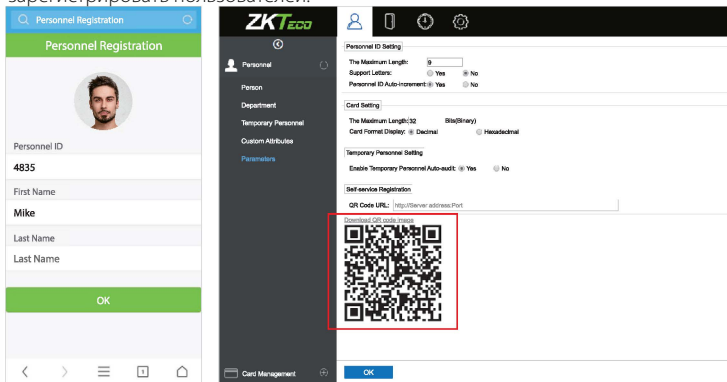 зарегистрировать пользователей.
Personnel Registration
Personnel Registration
Personnel ID
4835
First Name
Mike
Last Name
Last Name
OK
1
ZKTECO
Personnel
Person
Department
Temporary Personnel
Custom Attributes
Parameters
Card Management
Personnel ID Setting
The Maximum Length: 9
Support Letters: Yes No
Personnel ID Auto-increment: Yes No
Card Setting
The Maximum Length:32 Bits(Binary)
Card Format Display: Decimal Hexadecimal
Temporary Personnel Setting
Enable Temporary Personnel Auto-audit: Yes No
Self-service Registration
QR Code URL: http://Server address:Port
Download QR code image
OK